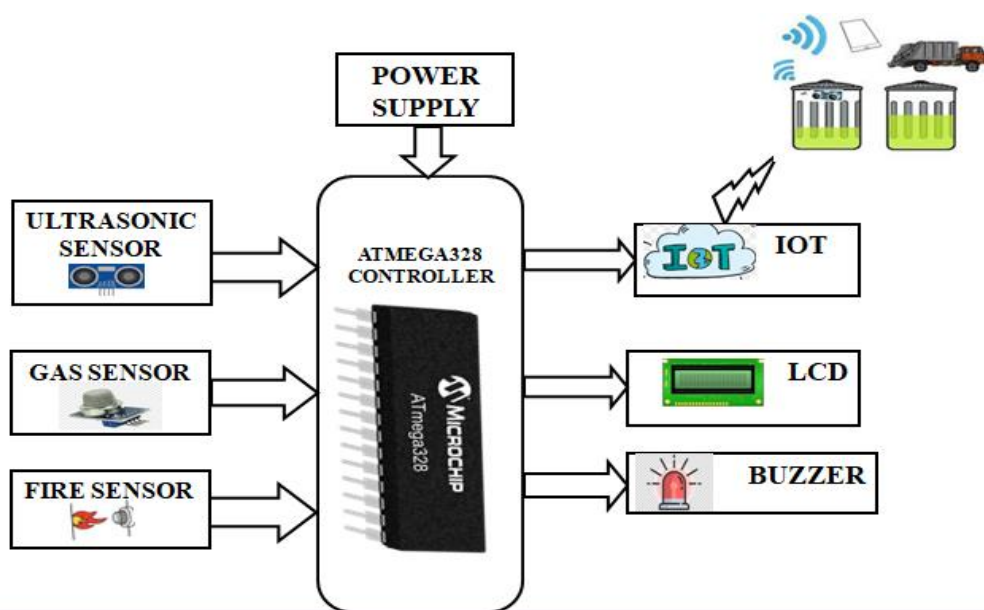 POWER
SUPPLY
ULTRASONIC
SENSOR
GAS SENSOR
FIRE SENSOR
ATMEGA328
CONTROLLER
MICROCHIP
ATmega328
IOT
IOT
LCD
BUZZER